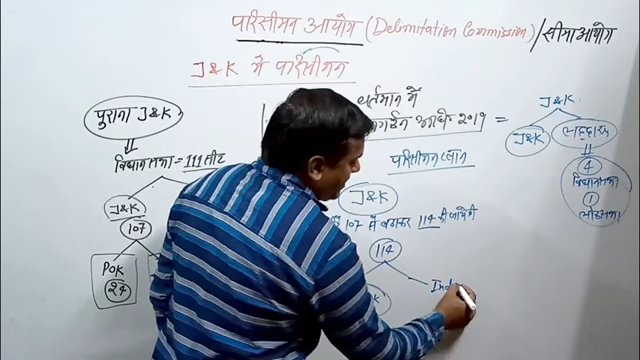 परिसीमन आयोग (Delimitation Commission) / सीमा आयोग
J&K में परिसीमन
पुराना J&K
विधानसभा = 111 सीट
J&K
107
POK
24
वर्तमान में
2019 =
परिसीमन प्लान
J&K
107 से बढ़ाकर 114 की जायेगी
114
Ind
J&K
J&K
लद्दाख
4
विधानसभा
1
लोकसभा